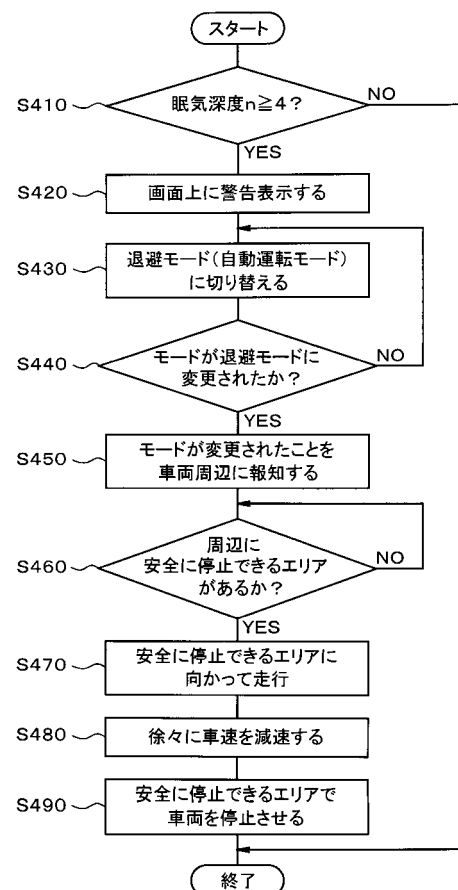 スタート
S410
眠気深度n≧4？
NO
YES
S420
画面上に警告表示する
S430
退避モード(自動運転モード)
に切り替える
S440
モードが退避モードに
変更されたか？
NO
YES
S450
モードが変更されたことを
車両周辺に報知する
S460
周辺に
安全に停止できるエリア
があるか？
NO
YES
S470
安全に停止できるエリアに
向かって走行
S480
徐々に車速を減速する
S490
安全に停止できるエリアで
車両を停止させる
終了